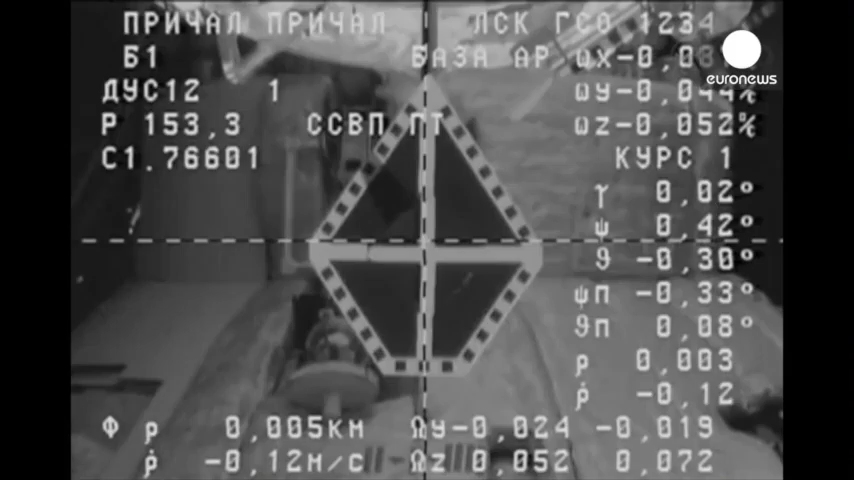 ПРИЧАЛ ПРИЧАЛ ЛСК ГСО 1234
Б1 БАЗА АР ωx-0,0
euronews
ДУС12 1 ωy-0,044%
Р 153,3 ССВП ПТ ωz-0,052%
С1.76601 КУРС 1
γ 0,02°
ψ 0,42°
ϑ -0,30°
ψп -0,33°
ϑп 0,08°
ρ 0,003
ρ̇ -0,12
Ф ρ 0,005км Ωy-0,024 -0,019
ρ̇ -0,12м/с Ωz 0,052 0,072